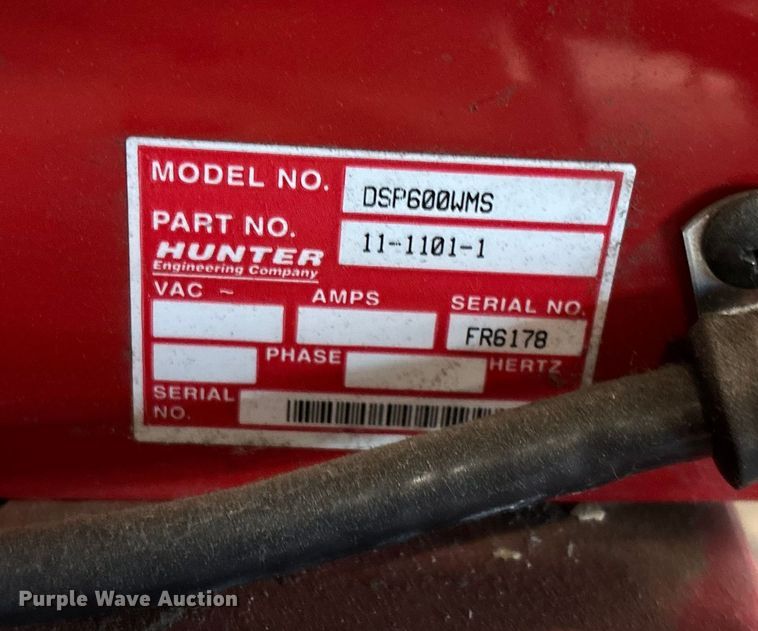 MODEL NO. DSP600WMS
PART NO. 11-1101-1
HUNTER
Engineering Company
VAC ~ AMPS SERIAL NO.
FR6178
PHASE HERTZ
SERIAL
NO.
Purple Wave Auction